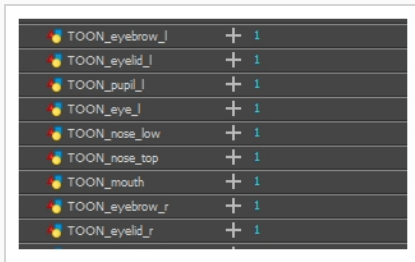 TOON_eyebrow_l 1
TOON_eyelid_l 1
TOON_pupil_l 1
TOON_eye_l 1
TOON_nose_low 1
TOON_nose_top 1
TOON_mouth 1
TOON_eyebrow_r 1
TOON_eyelid_r 1